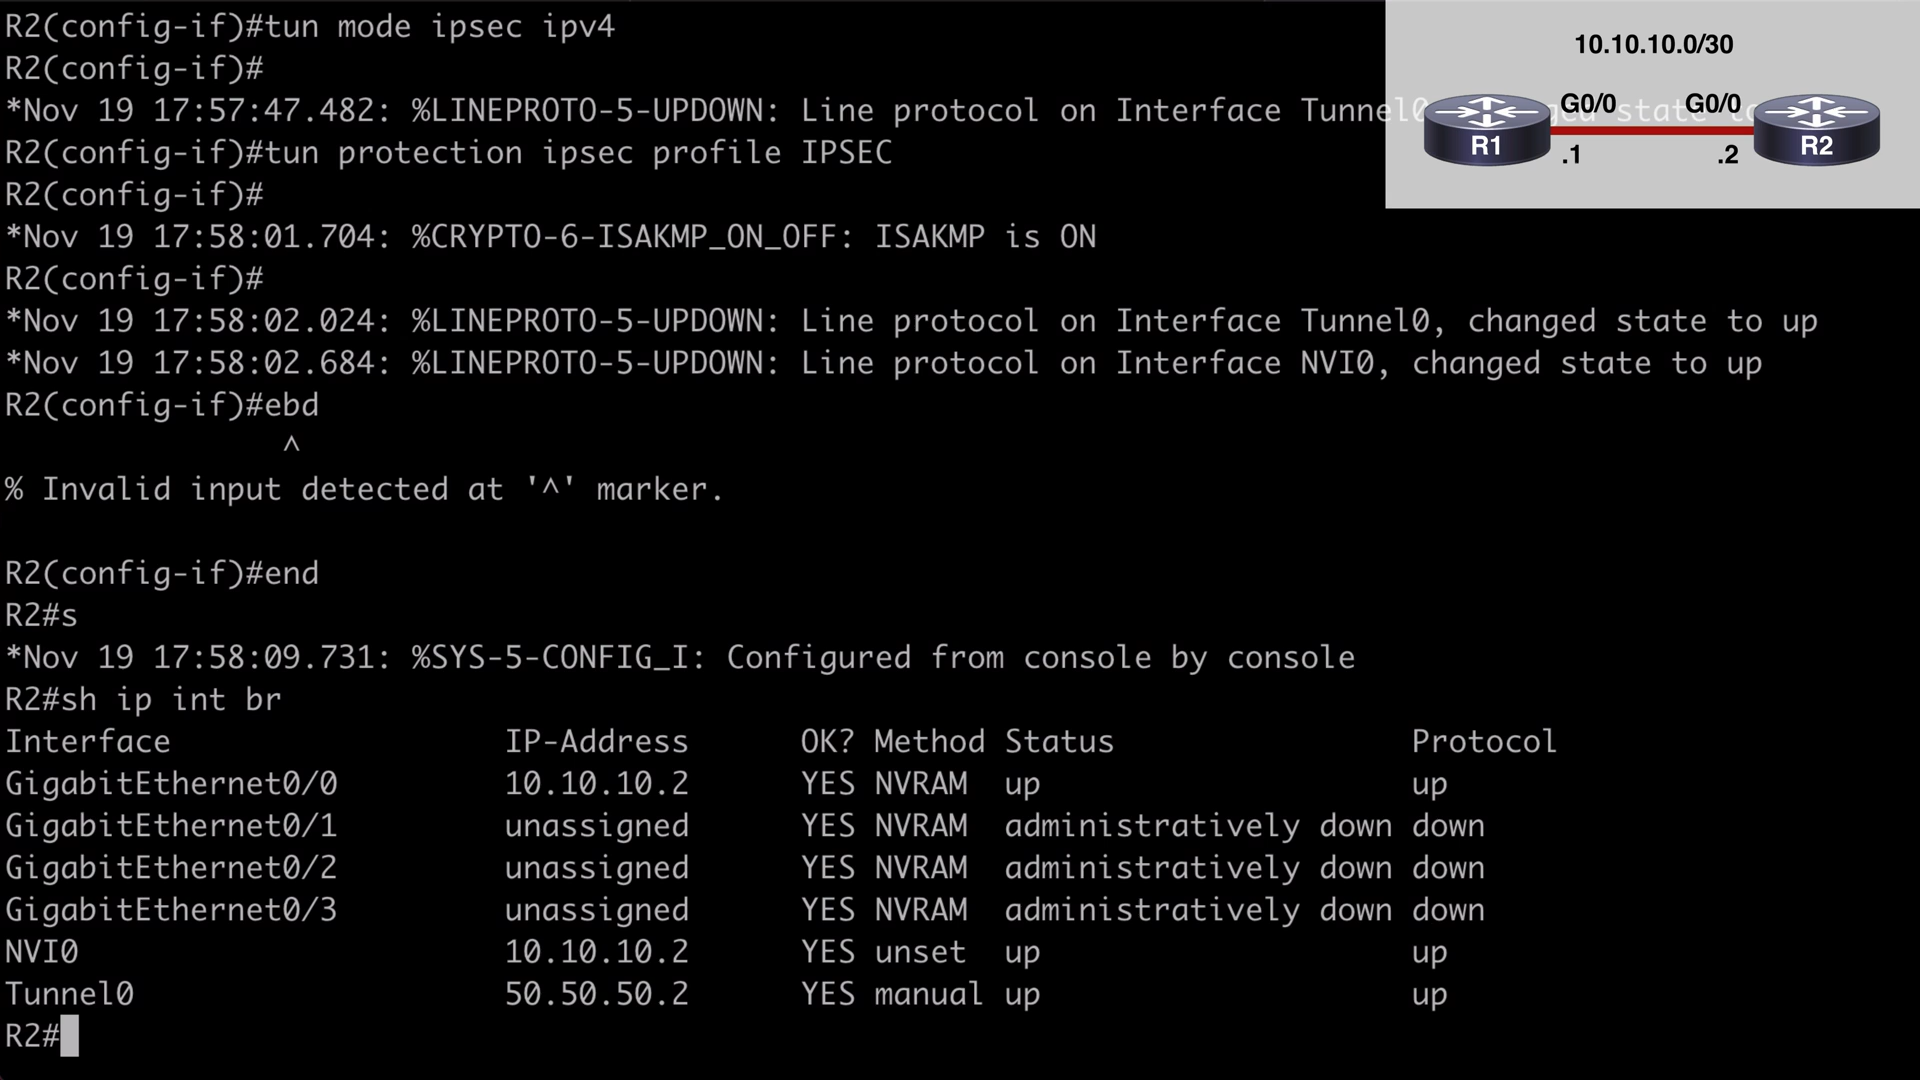 R2(config-if)#tun mode ipsec ipv4
R2(config-if)#
*Nov 19 17:57:47.482: %LINEPROTO-5-UPDOWN: Line protocol on Interface Tunnel0
R2(config-if)#tun protection ipsec profile IPSEC
R2(config-if)#
*Nov 19 17:58:01.704: %CRYPTO-6-ISAKMP_ON_OFF: ISAKMP is ON
R2(config-if)#
*Nov 19 17:58:02.024: %LINEPROTO-5-UPDOWN: Line protocol on Interface Tunnel0, changed state to up
*Nov 19 17:58:02.684: %LINEPROTO-5-UPDOWN: Line protocol on Interface NVI0, changed state to up
R2(config-if)#ebd
^
% Invalid input detected at '^' marker.
R2(config-if)#end
R2#s
*Nov 19 17:58:09.731: %SYS-5-CONFIG_I: Configured from console by console
R2#sh ip int br
Interface IP-Address OK? Method Status Protocol
GigabitEthernet0/0 10.10.10.2 YES NVRAM up up
GigabitEthernet0/1 unassigned YES NVRAM administratively down down
GigabitEthernet0/2 unassigned YES NVRAM administratively down down
GigabitEthernet0/3 unassigned YES NVRAM administratively down down
NVI0 10.10.10.2 YES unset up up
Tunnel0 50.50.50.2 YES manual up up
R2#
10.10.10.0/30
G0/0 G0/0
R1 .1 .2 R2